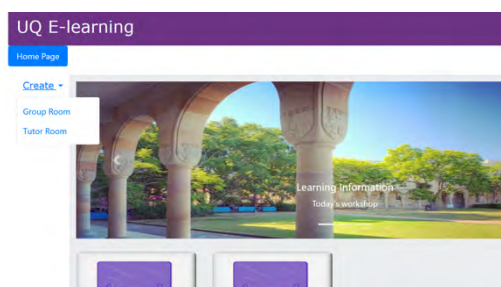 UQ E-learning
Home Page
Create
Group Room
Tutor Room
Learning Information
Today's workshop